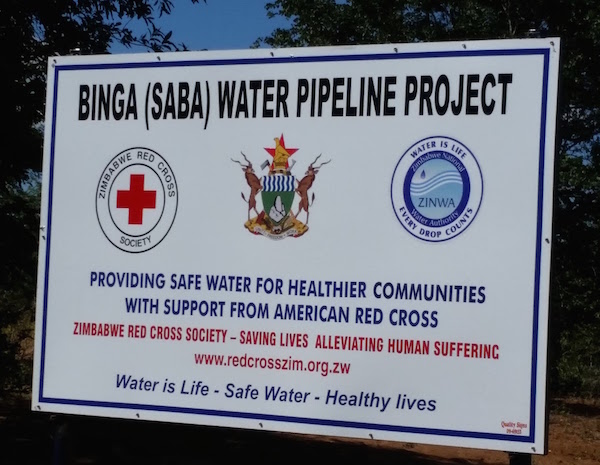 BINGA (SABA) WATER PIPELINE PROJECT
ZIMBABWE RED CROSS
SOCIETY
WATER IS LIFE
Zimbabwe National
ZINWA
Water Authority
EVERY DROP COUNTS
PROVIDING SAFE WATER FOR HEALTHIER COMMUNITIES
WITH SUPPORT FROM AMERICAN RED CROSS
ZIMBABWE RED CROSS SOCIETY – SAVING LIVES ALLEVIATING HUMAN SUFFERING
www.redcrosszim.org.zw
Water is Life - Safe Water - Healthy lives
Quality Signs